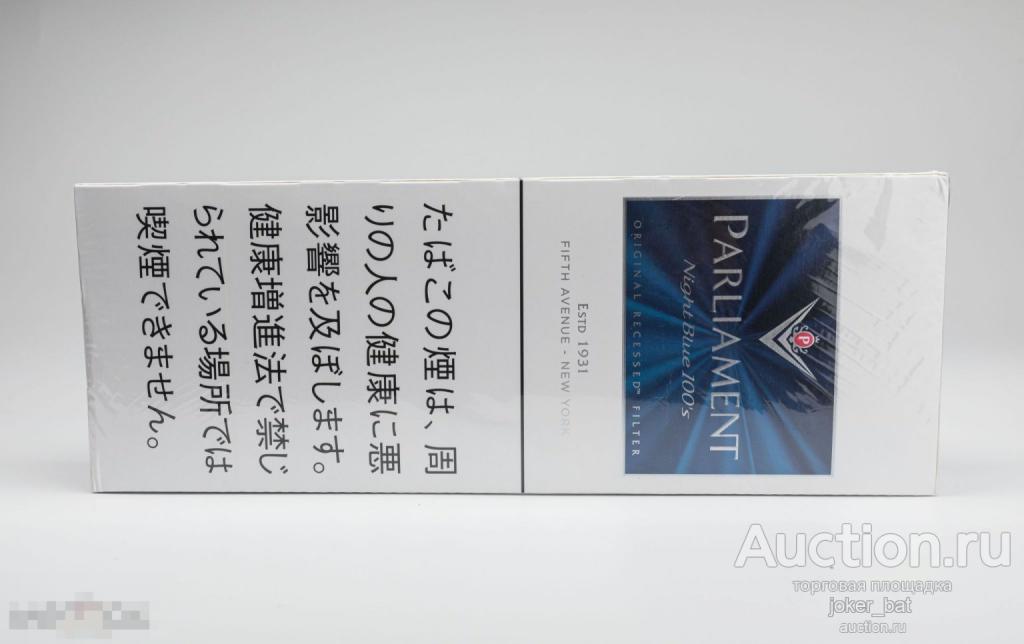 たばこの煙は、周
りの人の健康に悪
影響を及ぼします。
健康増進法で禁じ
られている場所では
喫煙できません。
PARLIAMENT
Night Blue 100's
ORIGINAL RECESSED™ FILTER
P
ESTD 1931
FIFTH AVENUE - NEW YORK
Auction.ru
торговая площадка
joker_bat
auction.ru